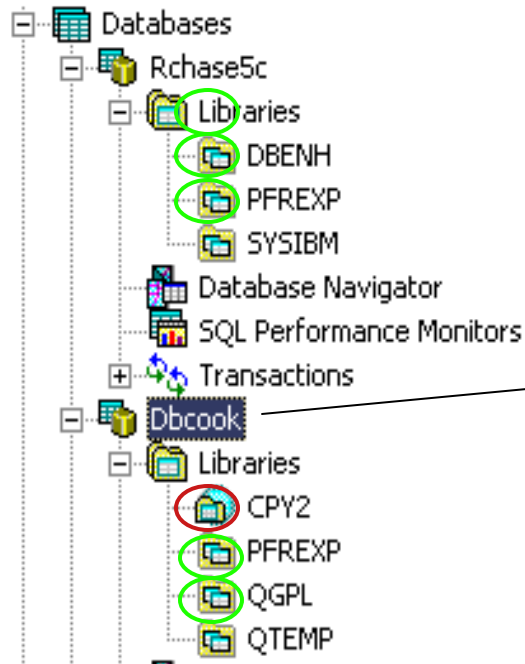 Databases
Rchase5c
Libraries
DBENH
PFREXP
SYSIBM
Database Navigator
SQL Performance Monitors
Transactions
Dbcook
Libraries
CPY2
PFREXP
QGPL
QTEMP